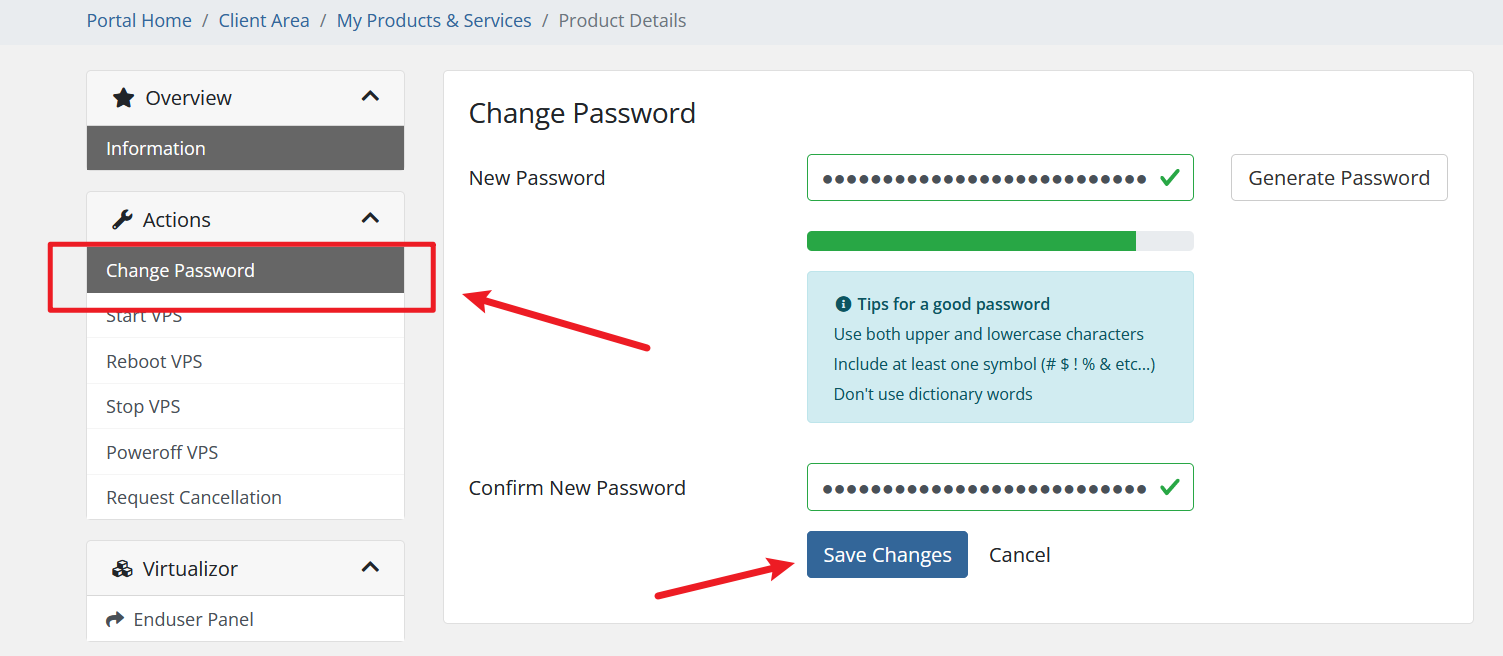 Portal Home / Client Area / My Products & Services / Product Details
Overview
Information
Actions
Change Password
Start VPS
Reboot VPS
Stop VPS
Poweroff VPS
Request Cancellation
Virtualizor
Enduser Panel
Change Password
New Password
Generate Password
Tips for a good password
Use both upper and lowercase characters
Include at least one symbol (# $ ! % & etc...)
Don't use dictionary words
Confirm New Password
Save Changes
Cancel